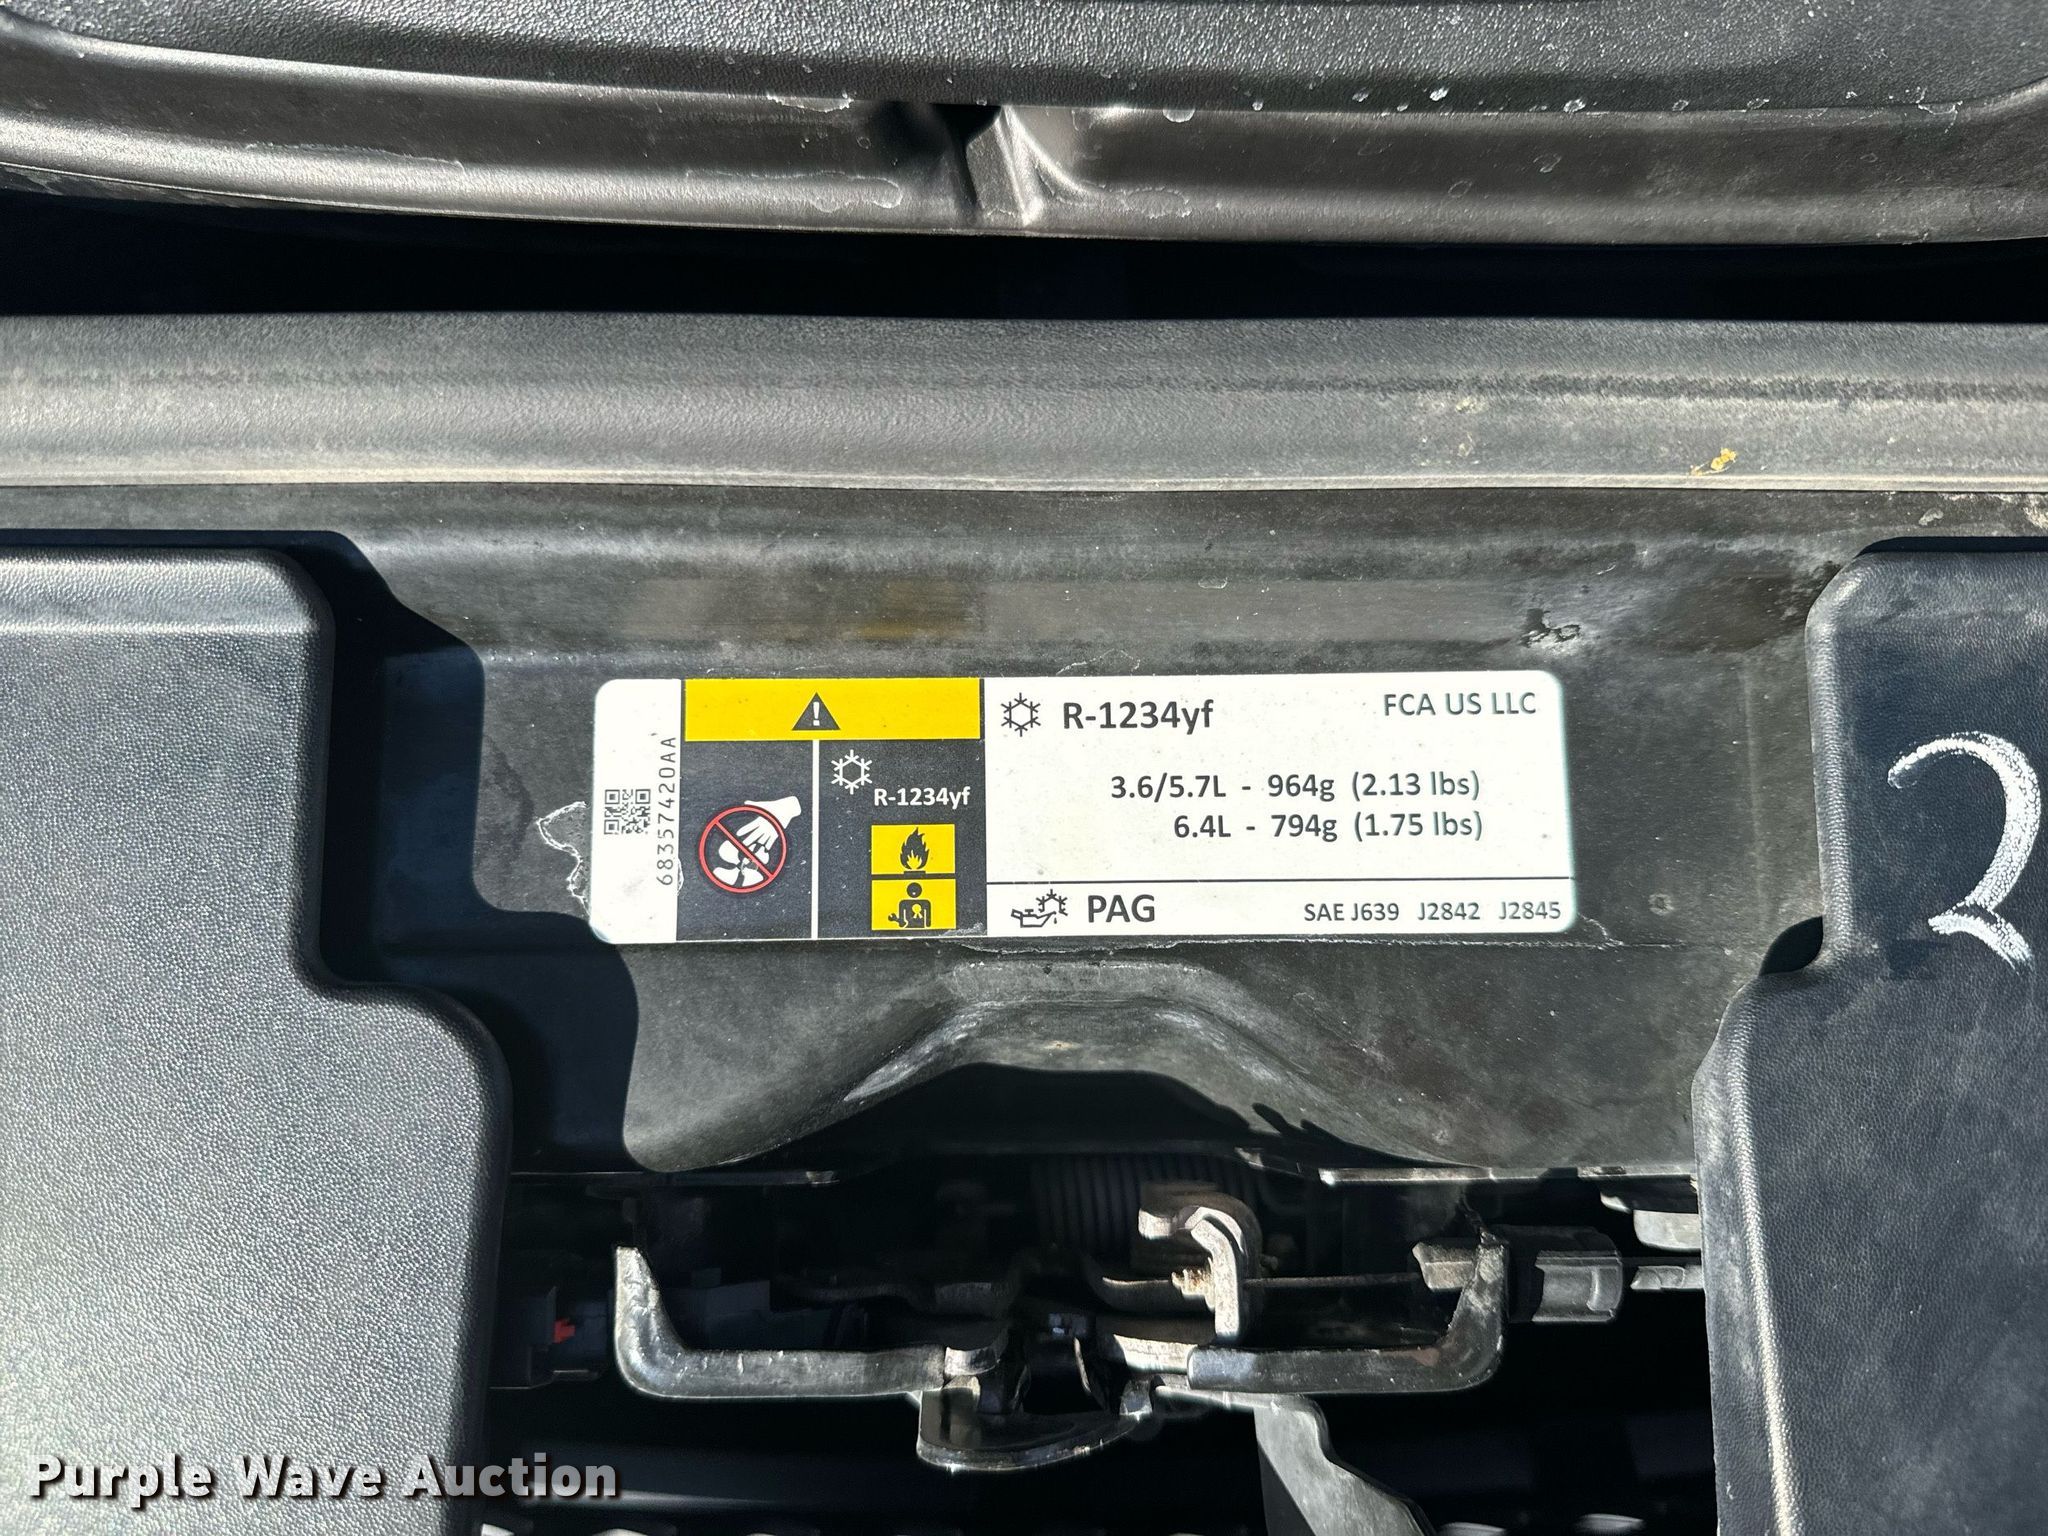 68357420AA
R-1234yf
R-1234yf
FCA US LLC
3.6/5.7L - 964g (2.13 lbs)
6.4L - 794g (1.75 lbs)
PAG
SAE J639 J2842 J2845
Purple Wave Auction